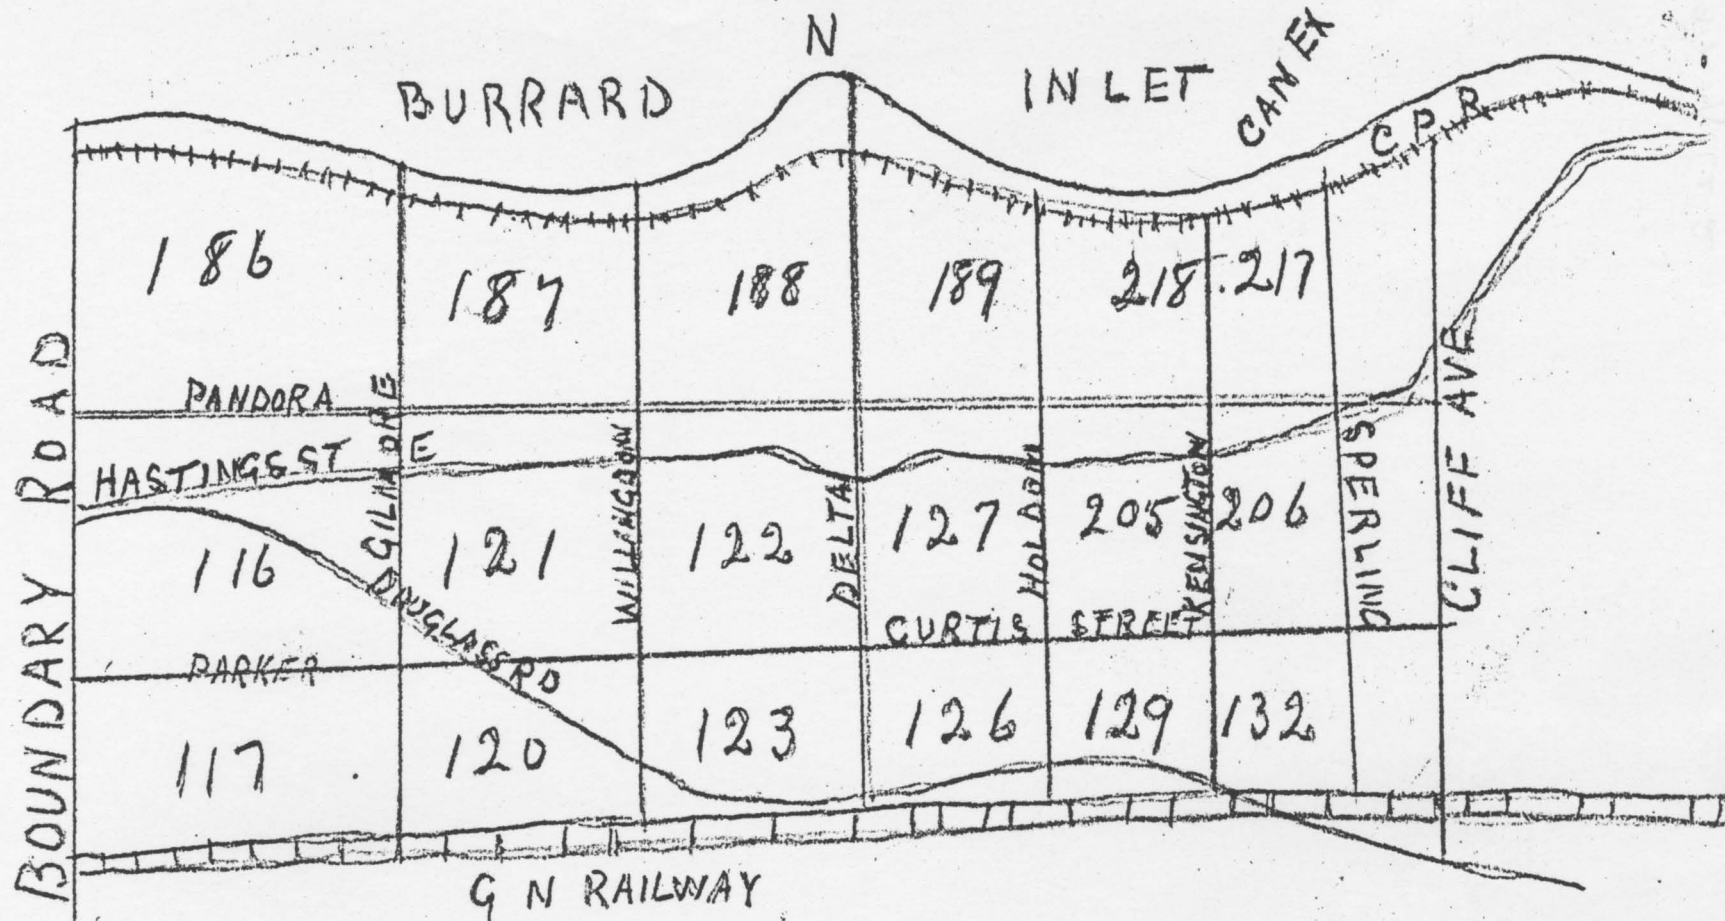 N
BURRARD INLET
CAN EX
C P R
186 187 188 189 218 217
PANDORA
HASTINGS ST E
BOUNDARY ROAD
GILMORE
WILLINGDON
DELTA
HOLDOM
KENSINGTON
SPERLING
CLIFF AVE
116 121 122 127 205 206
DOUGLASS RD
CURTIS STREET
PARKER
117 120 123 126 129 132
G N RAILWAY